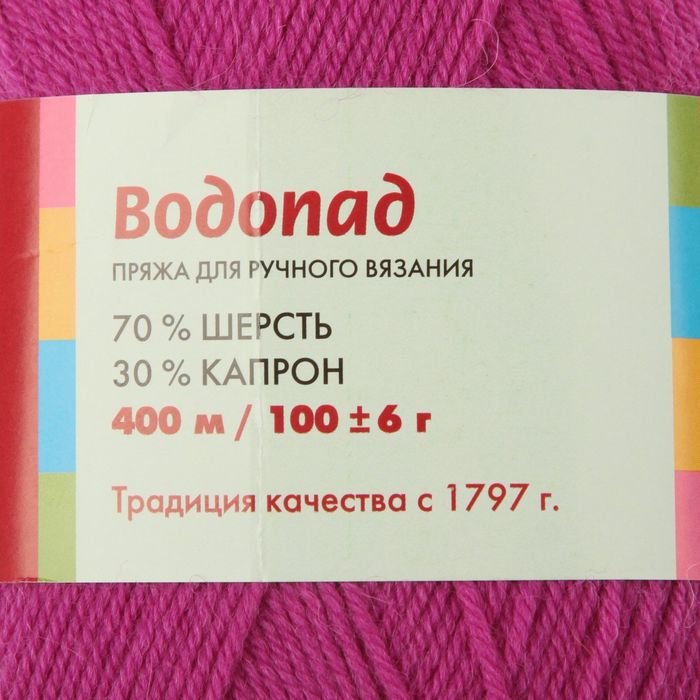 Водопад
ПРЯЖА ДЛЯ РУЧНОГО ВЯЗАНИЯ
70 % ШЕРСТЬ
30 % КАПРОН
400 м / 100 ± 6 г
Традиция качества с 1797 г.